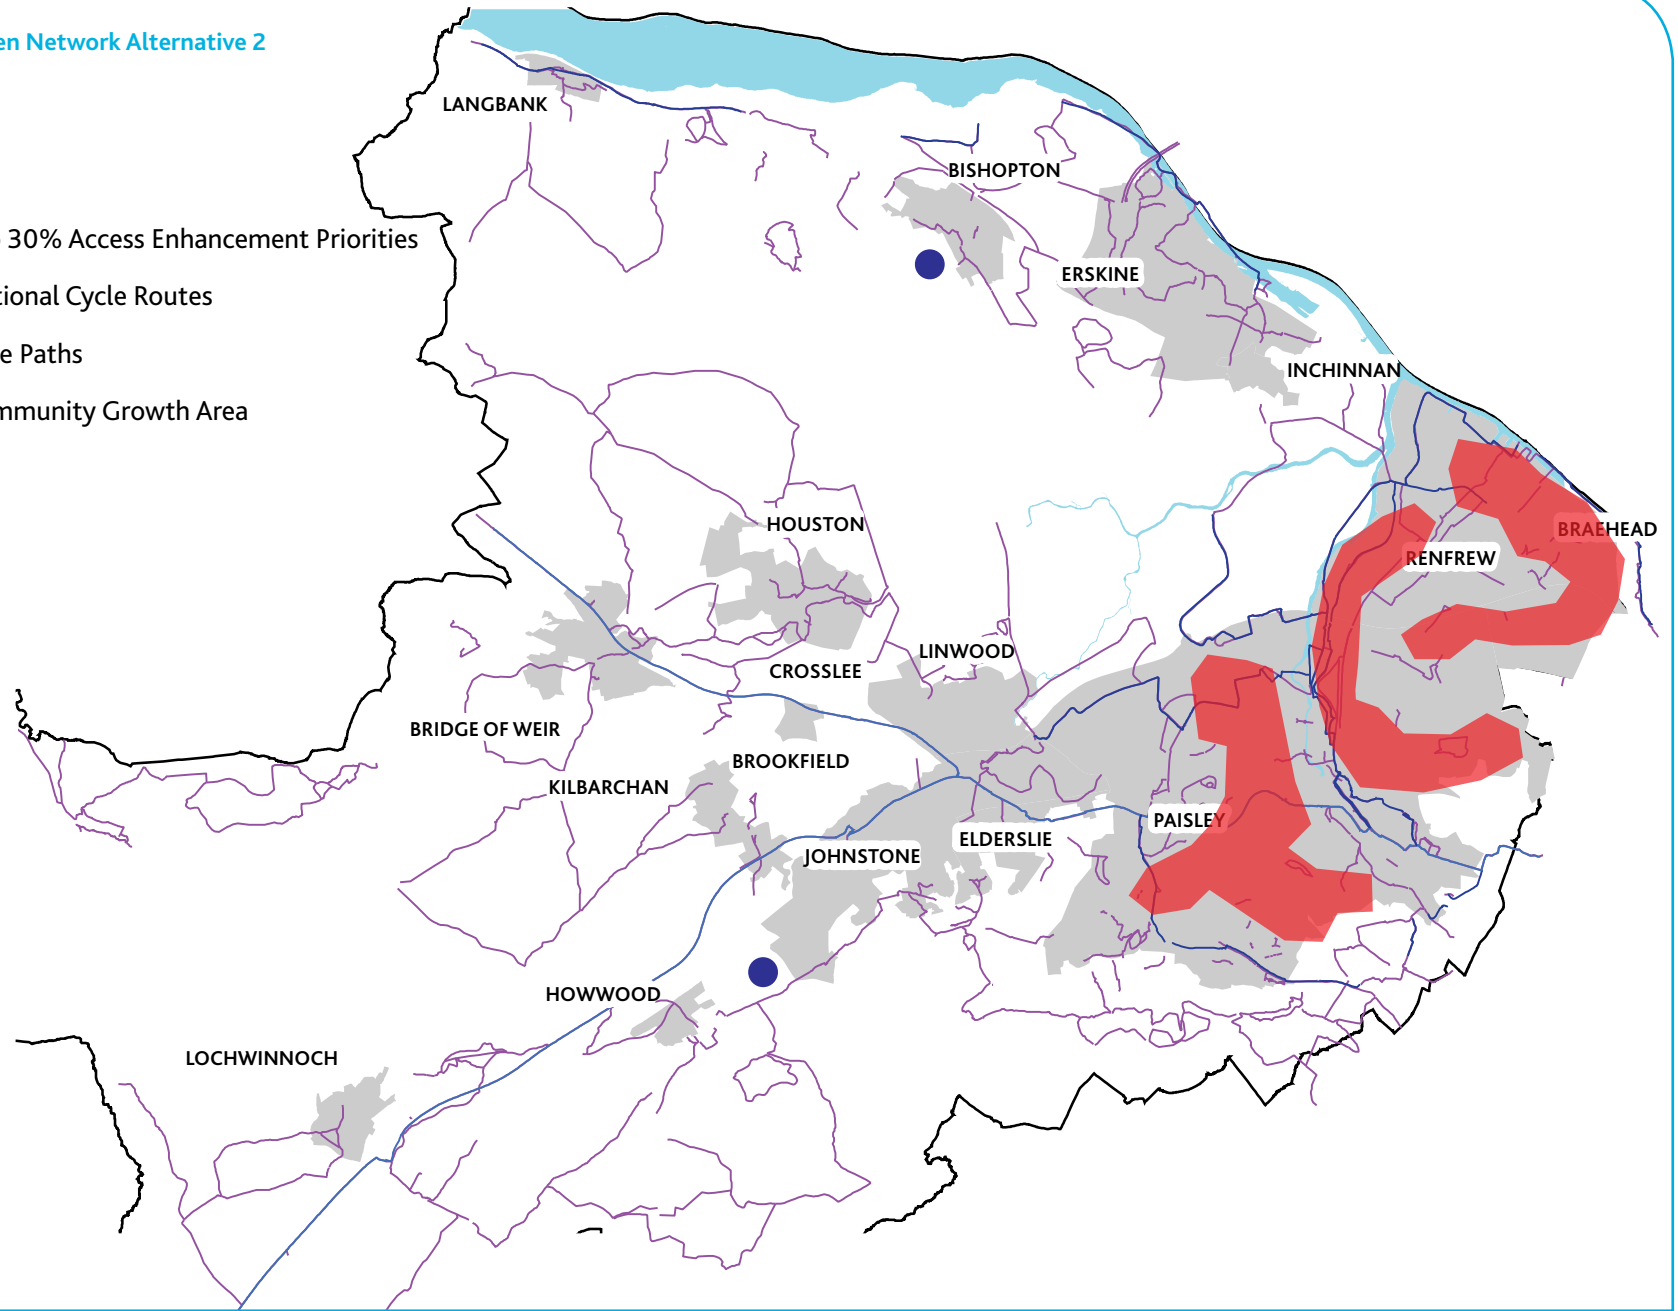 en Network Alternative 2
30% Access Enhancement Priorities
tional Cycle Routes
e Paths
mmunity Growth Area
LANGBANK
BISHOPTON
ERSKINE
INCHINNAN
HOUSTON
BRAEHEAD
RENFREW
LINWOOD
CROSSLEE
BRIDGE OF WEIR
BROOKFIELD
KILBARCHAN
PAISLEY
ELDERSLIE
JOHNSTONE
HOWWOOD
LOCHWINNOCH